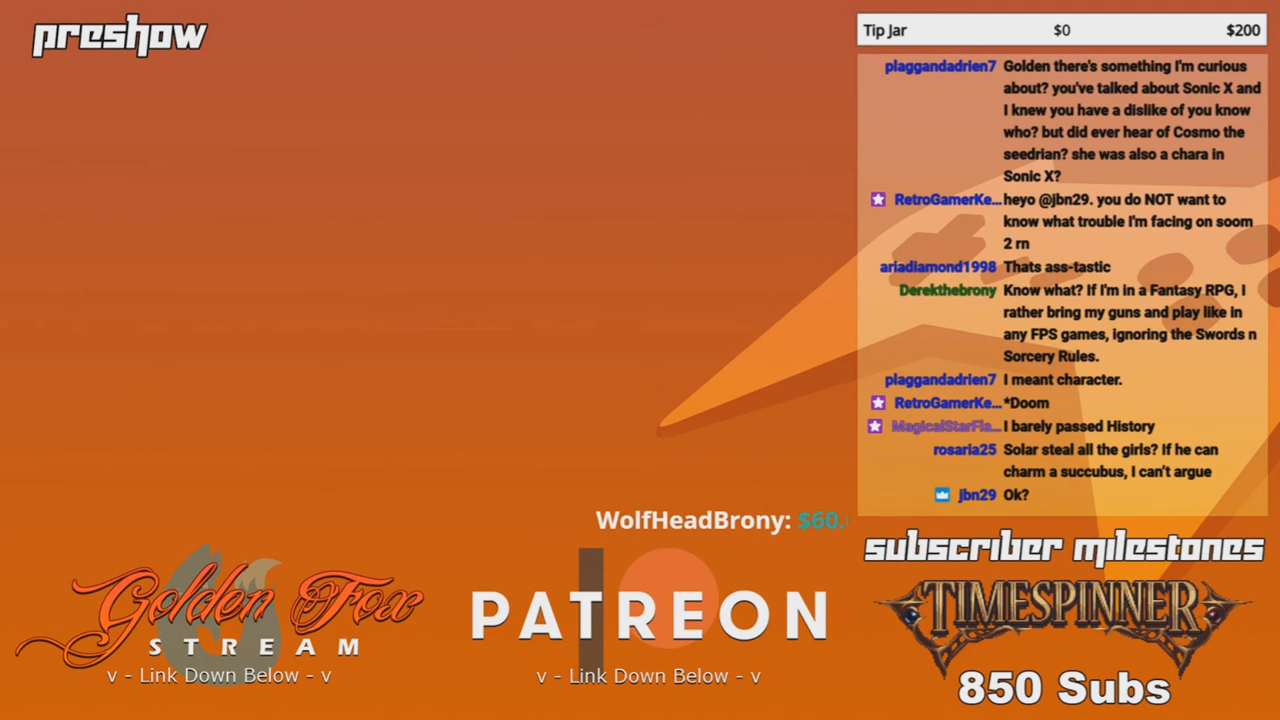 preshow
Tip Jar $0 $200
plaggandadrien7 Golden there's something I'm curious
about? you've talked about Sonic X and
I knew you have a dislike of you know
who? but did ever hear of Cosmo the
seedrian? she was also a chara in
Sonic X?
RetroGamerKe... heyo @jbn29. you do NOT want to
know what trouble I'm facing on soom
2 rn
ariadiamond1998 Thats ass-tastic
Derekthebrony Know what? If I'm in a Fantasy RPG, I
rather bring my guns and play like in
any FPS games, ignoring the Swords n
Sorcery Rules.
plaggandadrien7 I meant character.
RetroGamerKe... *Doom
MagicalStarFla... I barely passed History
rosaria25 Solar steal all the girls? If he can
charm a succubus, I can't argue
jbn29 Ok?
WolfHeadBrony: $60.
Golden Fox
STREAM
v - Link Down Below - v
PATREON
v - Link Down Below - v
subscriber milestones
TIMESPINNER
850 Subs